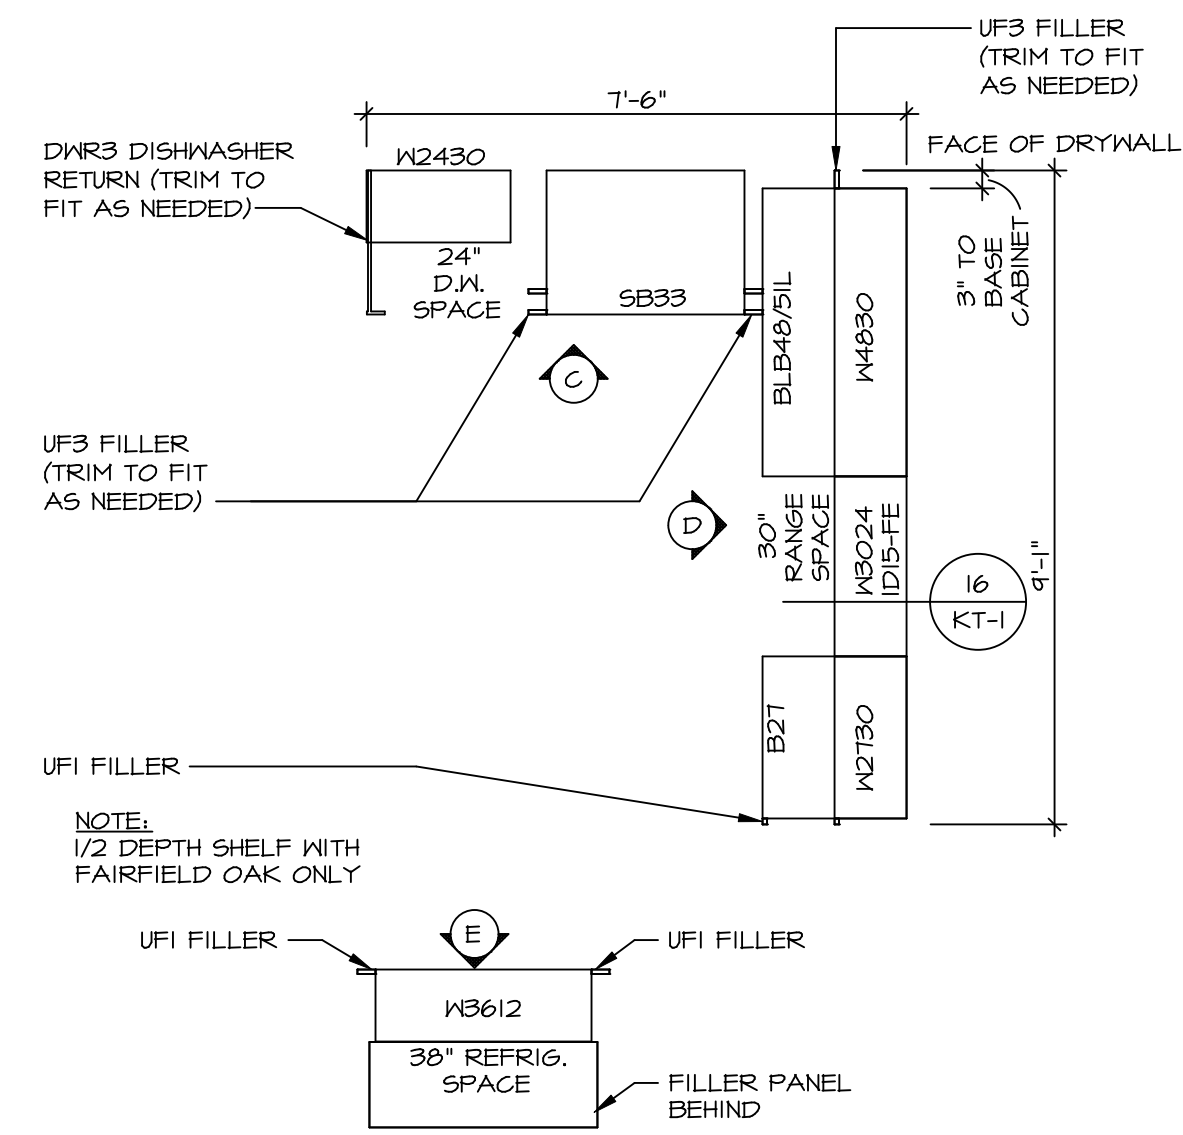 UF3 FILLER
(TRIM TO FIT
AS NEEDED)
7'-6"
FACE OF DRYWALL
DWR3 DISHWASHER
RETURN (TRIM TO
FIT AS NEEDED)
W2430
24"
D.W.
SPACE
SB33
BLB48/51L
W4830
3" TO
BASE
CABINET
C
UF3 FILLER
(TRIM TO FIT
AS NEEDED)
D
30"
RANGE
SPACE
W3024
1D15-FE
16
KT-1
9'-1"
B27
W2730
UF1 FILLER
NOTE:
1/2 DEPTH SHELF WITH
FAIRFIELD OAK ONLY
UF1 FILLER
E
UF1 FILLER
W3612
38" REFRIG.
SPACE
FILLER PANEL
BEHIND